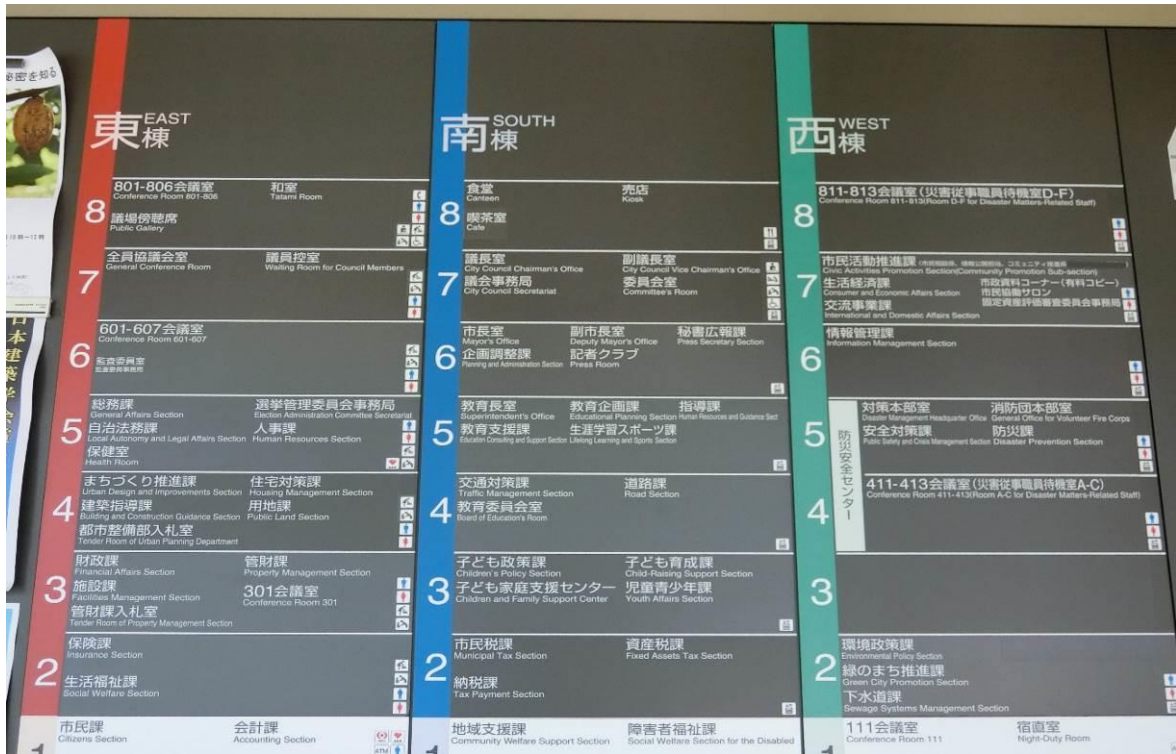 秘密を知る
日本建築学会
東棟 EAST
8
801-806会議室 和室
Conference Room 801-806 Tatami Room
議場傍聴席
Public Gallery
7
全員協議会室 議員控室
General Conference Room Waiting Room for Council Members
6
601-607会議室
Conference Room 601-607
監査委員室
監査委員事務局
5
総務課 選挙管理委員会事務局
General Affairs Section Election Administration Committee Secretariat
自治法務課 人事課
Local Autonomy and Legal Affairs Section Human Resources Section
保健室
Health Room
4
まちづくり推進課 住宅対策課
Urban Design and Improvements Section Housing Management Section
建築指導課 用地課
Building and Construction Guidance Section Public Land Section
都市整備部入札室
Tender Room of Urban Planning Department
3
財政課 管財課
Financial Affairs Section Property Management Section
施設課 301会議室
Facilities Management Section Conference Room 301
管財課入札室
Tender Room of Property Management Section
2
保険課
Insurance Section
生活福祉課
Social Welfare Section
1
市民課 会計課
Citizens Section Accounting Section
ATM
南棟 SOUTH
8
食堂 売店
Canteen Kiosk
喫茶室
Cafe
7
議長室 副議長室
City Council Chairman's Office City Council Vice Chairman's Office
議会事務局 委員会室
City Council Secretariat Committee's Room
6
市長室 副市長室 秘書広報課
Mayor's Office Deputy Mayor's Office Press Secretary Section
企画調整課 記者クラブ
Planning and Administration Section Press Room
5
教育長室 教育企画課 指導課
Superintendent's Office Educational Planning Section Human Resources and Guidance Sect
教育支援課 生涯学習スポーツ課
Education Consulting and Support Section Lifelong Learning and Sports Section
4
交通対策課 道路課
Traffic Management Section Road Section
教育委員会室
Board of Education's Room
3
子ども政策課 子ども育成課
Children's Policy Section Child-Raising Support Section
子ども家庭支援センター 児童青少年課
Children and Family Support Center Youth Affairs Section
2
市民税課 資産税課
Municipal Tax Section Fixed Assets Tax Section
納税課
Tax Payment Section
1
地域支援課 障害者福祉課
Community Welfare Support Section Social Welfare Section for the Disabled
西棟 WEST
8
811-813会議室(災害従事職員待機室D-F)
Conference Room 811-813(Room D-F for Disaster Matters-Related Staff)
7
市民活動推進課
Civic Activities Promotion Section(Community Promotion Sub-section)
生活経済課 市政資料コーナー(有料コピー)
Consumer and Economic Affairs Section 市民協働サロン
交流事業課 固定資産評価審査委員会事務局
International and Domestic Affairs Section
6
情報管理課
Information Management Section
防災安全センター
5
対策本部室 消防団本部室
Disaster Management Headquarter Office General Office for Volunteer Fire Corps
安全対策課 防災課
Public Safety and Crisis Management Section Disaster Prevention Section
4
411-413会議室(災害従事職員待機室A-C)
Conference Room 411-413(Room A-C for Disaster Matters-Related Staff)
3
2
環境政策課
Environmental Policy Section
緑のまち推進課
Green City Promotion Section
下水道課
Sewage Systems Management Section
1
111会議室 宿直室
Conference Room 111 Night-Duty Room